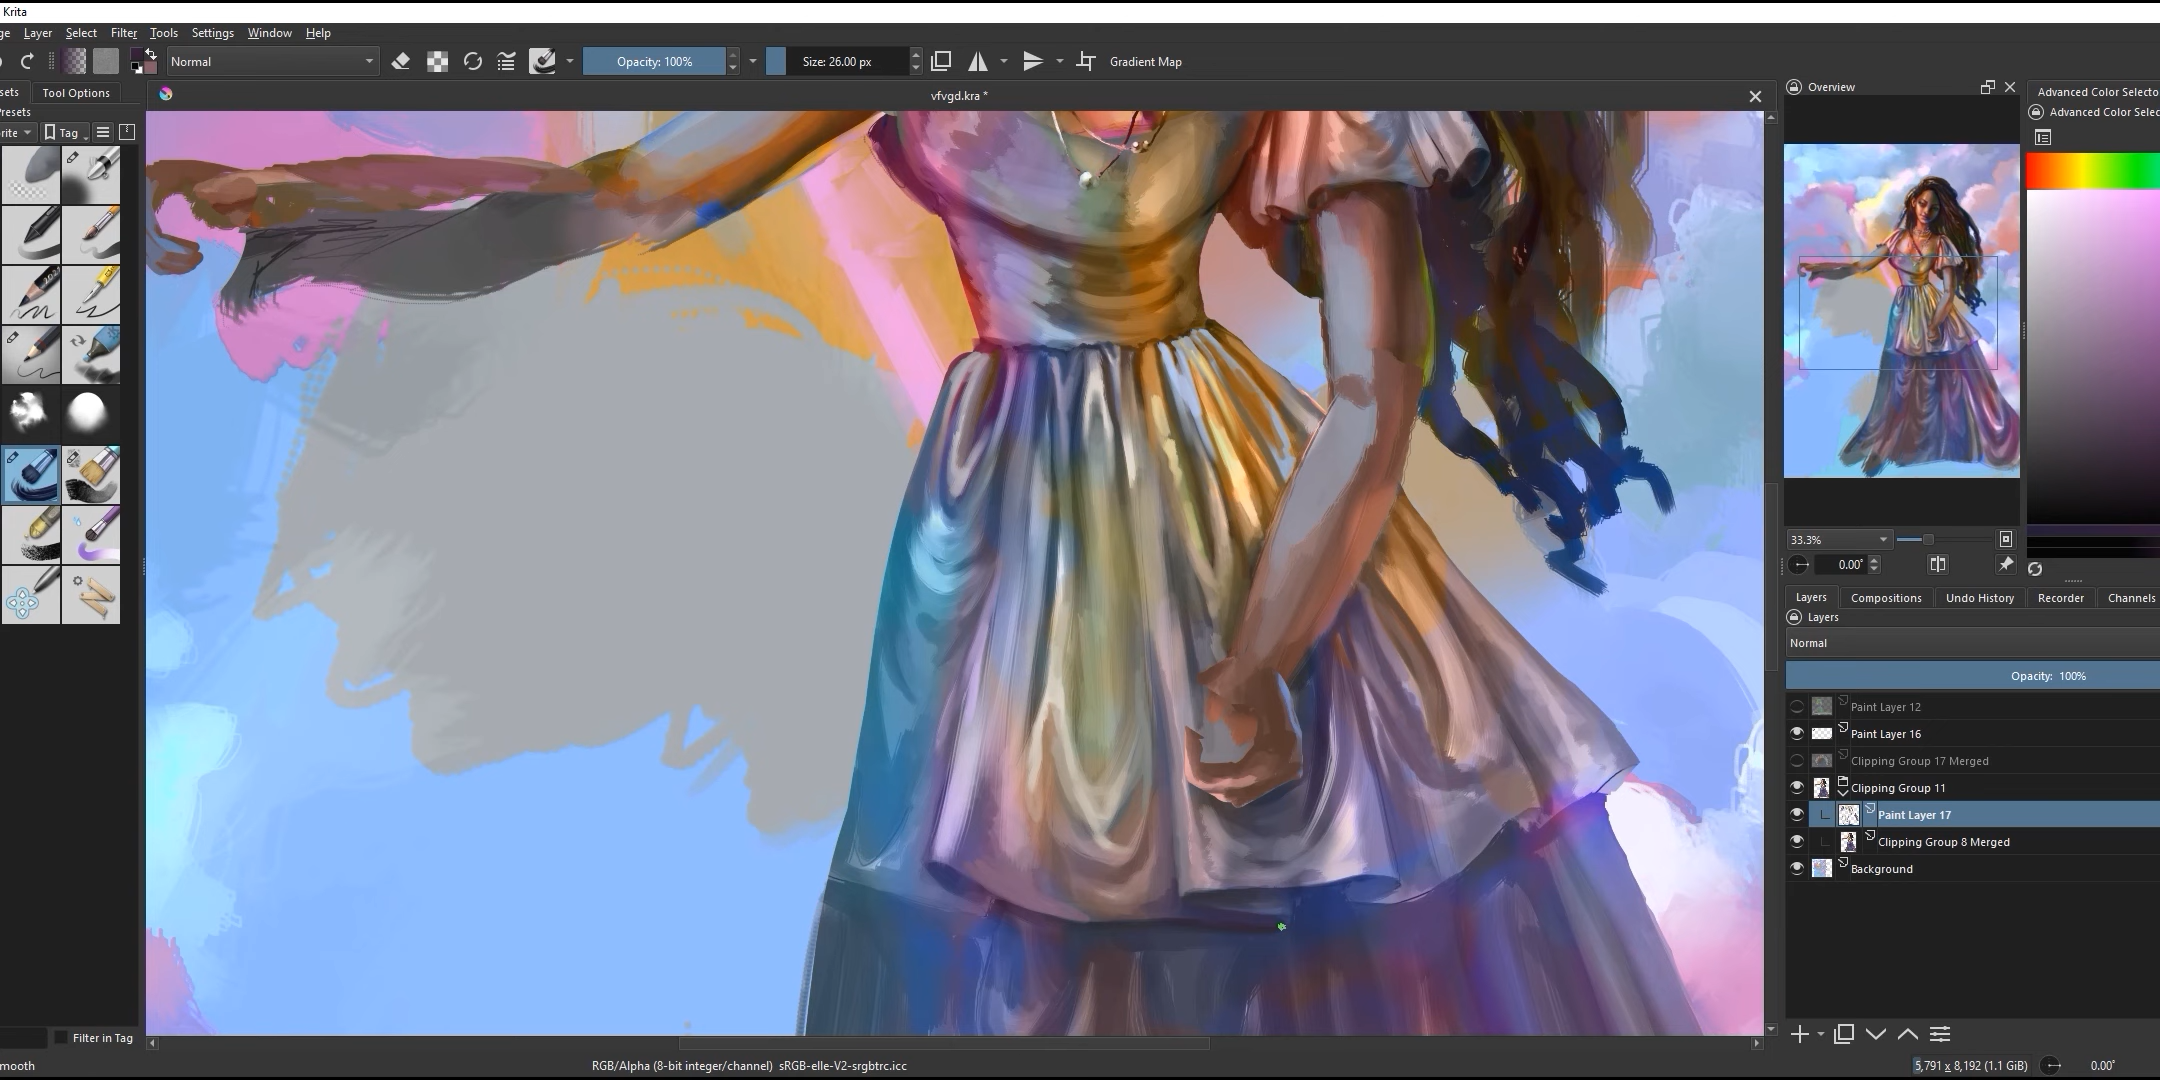 Krita
ge Layer Select Filter Tools Settings Window Help
Normal Opacity: 100% Size: 26.00 px Gradient Map
sets Tool Options
vfvgd.kra *
Overview
Advanced Color Selecto
Presets
Advanced Color Selec
rite Tag
33.3%
0.00°
Layers Compositions Undo History Recorder Channels
Layers
Normal
Opacity: 100%
Paint Layer 12
Paint Layer 16
Clipping Group 17 Merged
Clipping Group 11
Paint Layer 17
Clipping Group 8 Merged
Background
Filter in Tag
mooth
RGB/Alpha (8-bit integer/channel) sRGB-elle-V2-srgbtrc.icc
5,791 x 8,192 (1.1 GiB)
0.00°